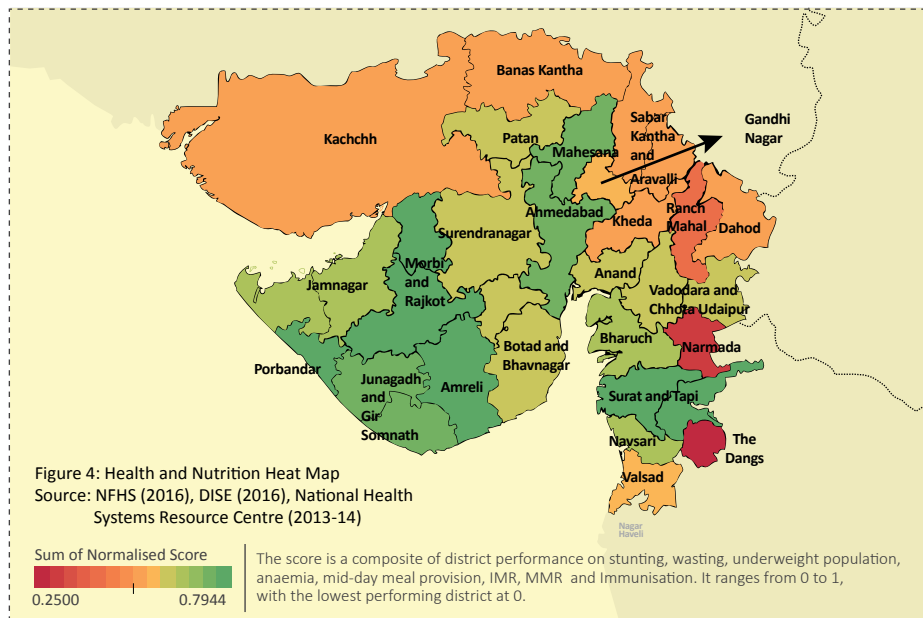 Banas Kantha
Kachchh
Patan
Mahesana
Sabar
Kantha
and
Aravalli
Gandhi
Nagar
Ahmedabad
Kheda
Ranch
Mahal
Dahod
Surendranagar
Morbi
and
Rajkot
Jamnagar
Anand
Vadodara and
Chhota Udaipur
Bharuch
Narmada
Botad and
Bhavnagar
Porbandar
Junagadh
and
Gir
Somnath
Amreli
Surat and Tapi
Navsari
The
Dangs
Valsad
Nagar
Haveli
Figure 4: Health and Nutrition Heat Map
Source: NFHS (2016), DISE (2016), National Health
Systems Resource Centre (2013-14)
Sum of Normalised Score
0.2500 0.7944
The score is a composite of district performance on stunting, wasting, underweight population,
anaemia, mid-day meal provision, IMR, MMR and Immunisation. It ranges from 0 to 1,
with the lowest performing district at 0.